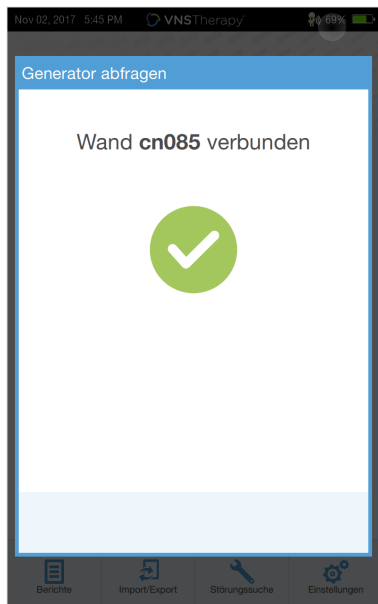 Nov 02, 2017 5:45 PM VNSTherapy 69%
Generator abfragen
Wand cn085 verbunden
Berichte Import/Export Störungssuche Einstellungen